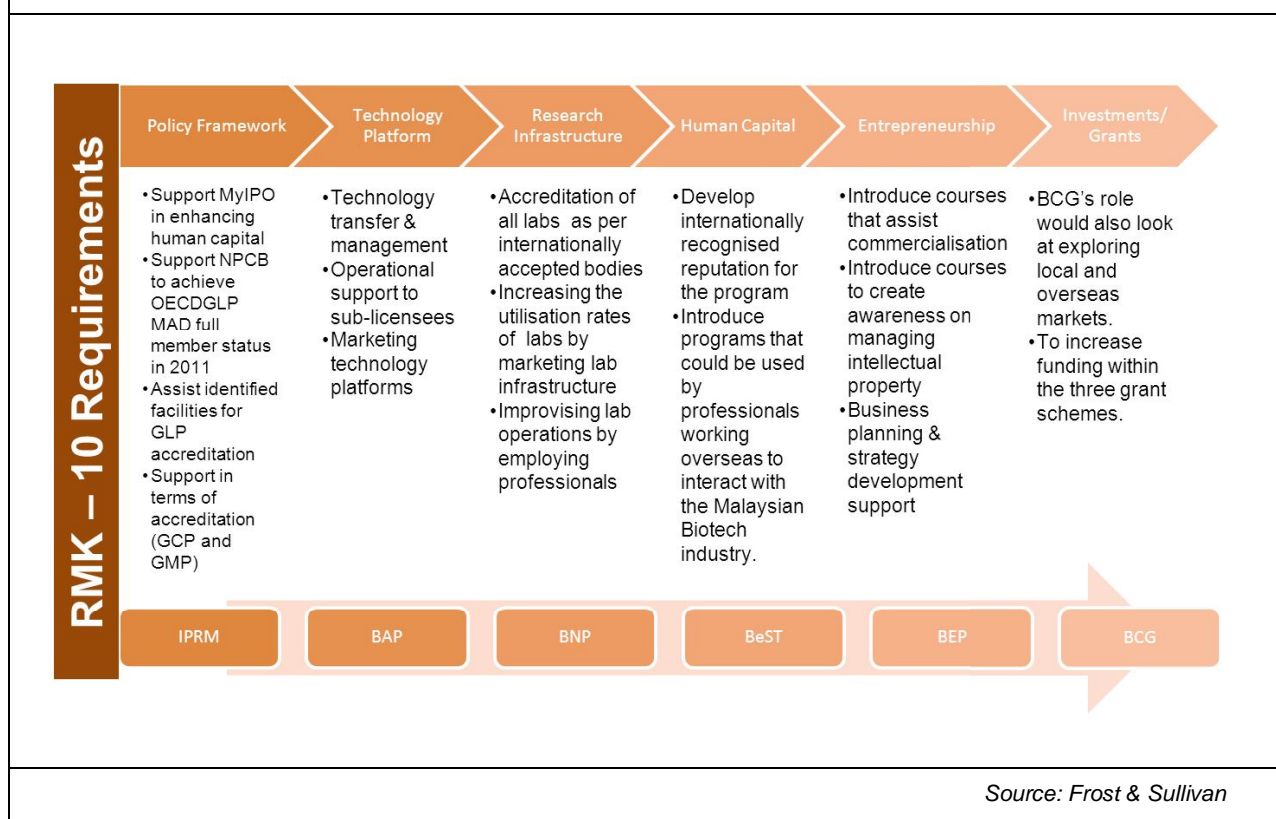 RMK – 10 Requirements
Policy Framework
Technology
Platform
Research
Infrastructure
Human Capital
Entrepreneurship
Investments/
Grants
•Support MyIPO
in enhancing
human capital
•Support NPCB
to achieve
OECDGLP
MAD full
member status
in 2011
•Assist identified
facilities for
GLP
accreditation
•Support in
terms of
accreditation
(GCP and
GMP)
•Technology
transfer &
management
•Operational
support to
sub-licensees
•Marketing
technology
platforms
•Accreditation of
all labs as per
internationally
accepted bodies
•Increasing the
utilisation rates
of labs by
marketing lab
infrastructure
•Improvising lab
operations by
employing
professionals
•Develop
internationally
recognised
reputation for
the program
•Introduce
programs that
could be used
by
professionals
working
overseas to
interact with
the Malaysian
Biotech
industry.
•Introduce courses
that assist
commercialisation
•Introduce courses
to create
awareness on
managing
intellectual
property
•Business
planning &
strategy
development
support
•BCG's role
would also look
at exploring
local and
overseas
markets.
•To increase
funding within
the three grant
schemes.
IPRM
BAP
BNP
BeST
BEP
BCG
Source: Frost & Sullivan